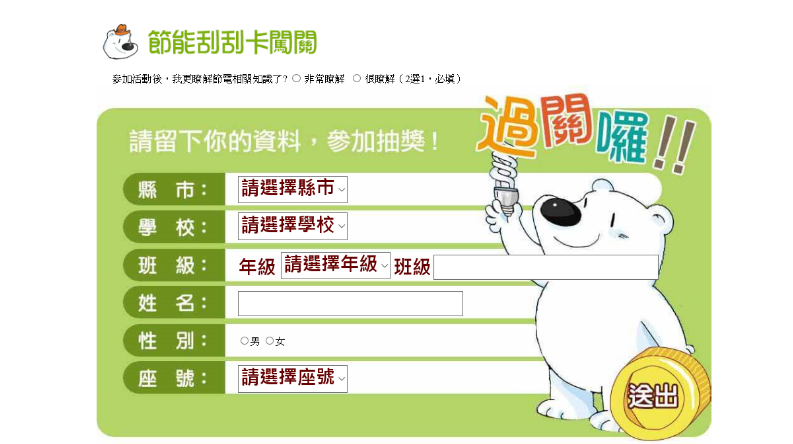 節能刮刮卡闖關
參加活動後，我更瞭解節電相關知識了? 非常瞭解 很瞭解（2選1，必填）
過關囉!!
請留下你的資料，參加抽獎!
縣 市： 請選擇縣市
學 校： 請選擇學校
班 級： 年級 請選擇年級 班級
姓 名：
性 別： 男 女
座 號： 請選擇座號
送出